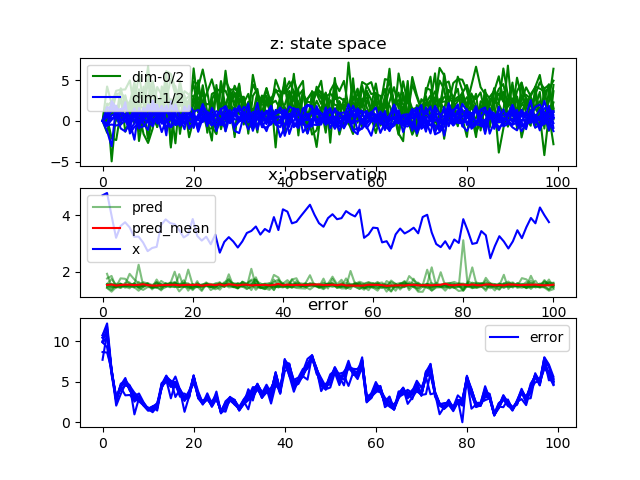 z: state space
5
0
−5
dim-0/2
dim-1/2
0 20 40 60 80 100
x: observation
4
2
pred
pred_mean
x
0 20 40 60 80 100
error
10
5
0
error
0 20 40 60 80 100